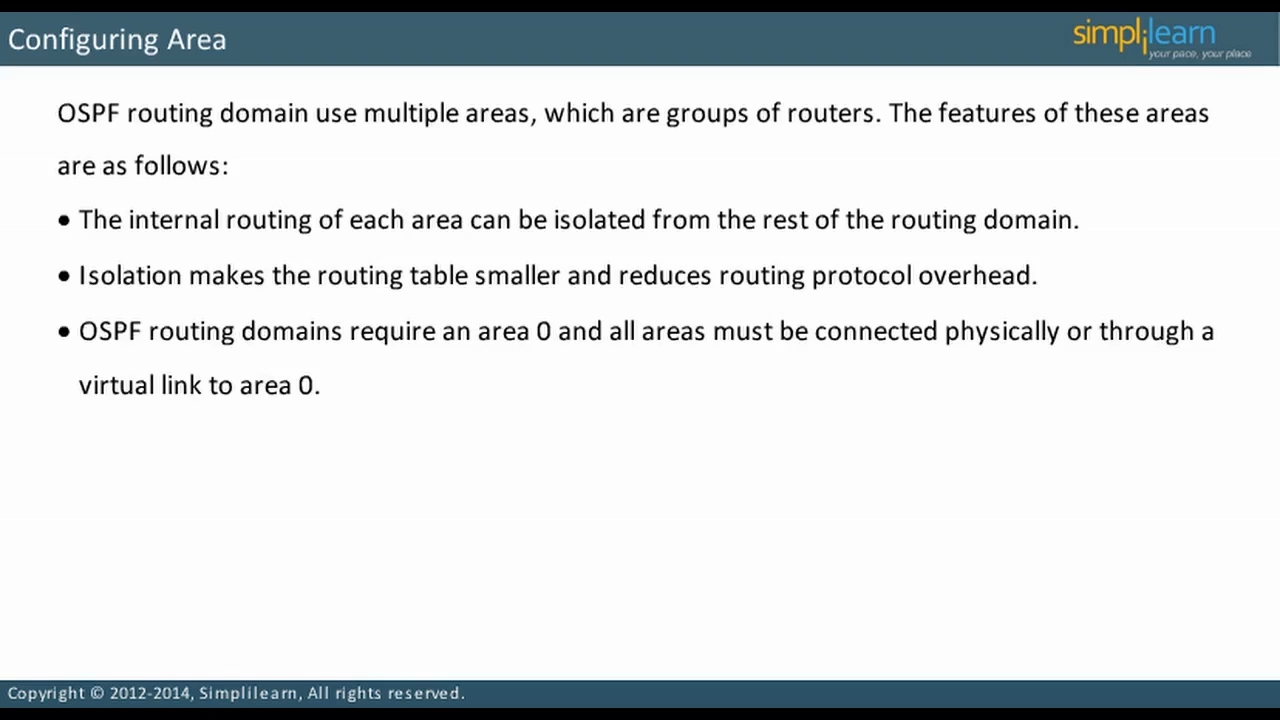 Configuring Area
simplilearn
your pace, your place
OSPF routing domain use multiple areas, which are groups of routers. The features of these areas
are as follows:
• The internal routing of each area can be isolated from the rest of the routing domain.
• Isolation makes the routing table smaller and reduces routing protocol overhead.
• OSPF routing domains require an area 0 and all areas must be connected physically or through a
virtual link to area 0.
Copyright © 2012-2014, Simplilearn, All rights reserved.